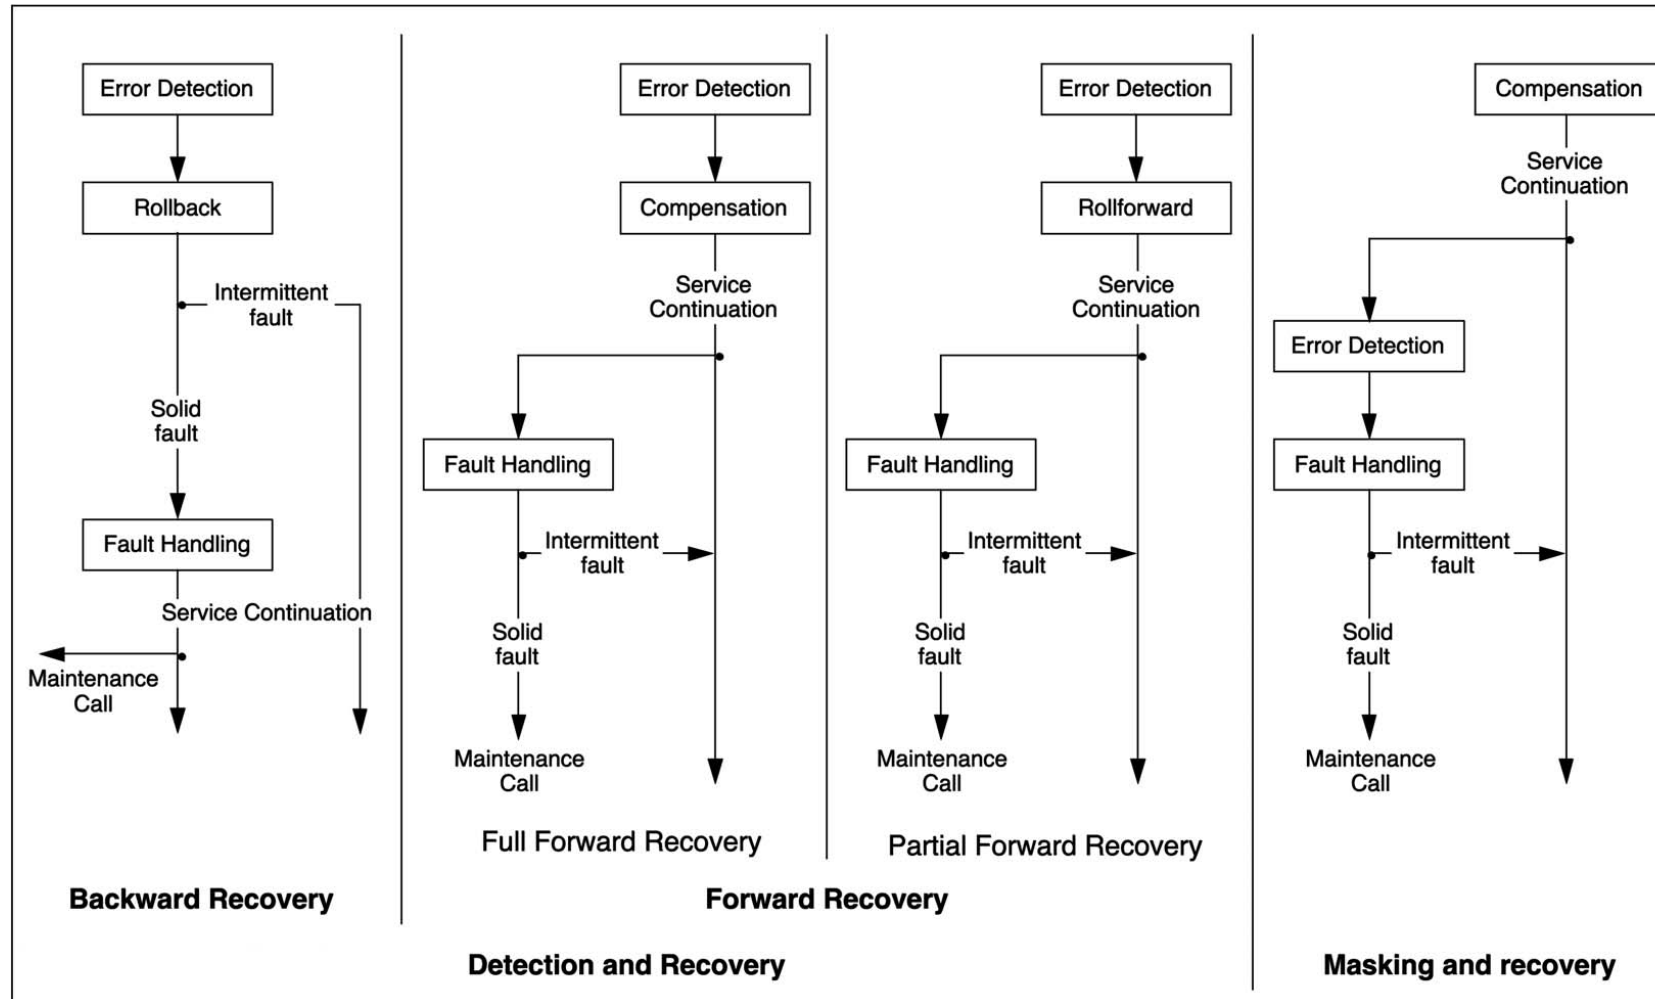 Error Detection
Rollback
Intermittent
fault
Solid
fault
Fault Handling
Service Continuation
Maintenance
Call
Backward Recovery
Error Detection
Compensation
Service
Continuation
Fault Handling
Intermittent
fault
Solid
fault
Maintenance
Call
Full Forward Recovery
Error Detection
Rollforward
Service
Continuation
Fault Handling
Intermittent
fault
Solid
fault
Maintenance
Call
Partial Forward Recovery
Forward Recovery
Detection and Recovery
Compensation
Service
Continuation
Error Detection
Fault Handling
Intermittent
fault
Solid
fault
Maintenance
Call
Masking and recovery